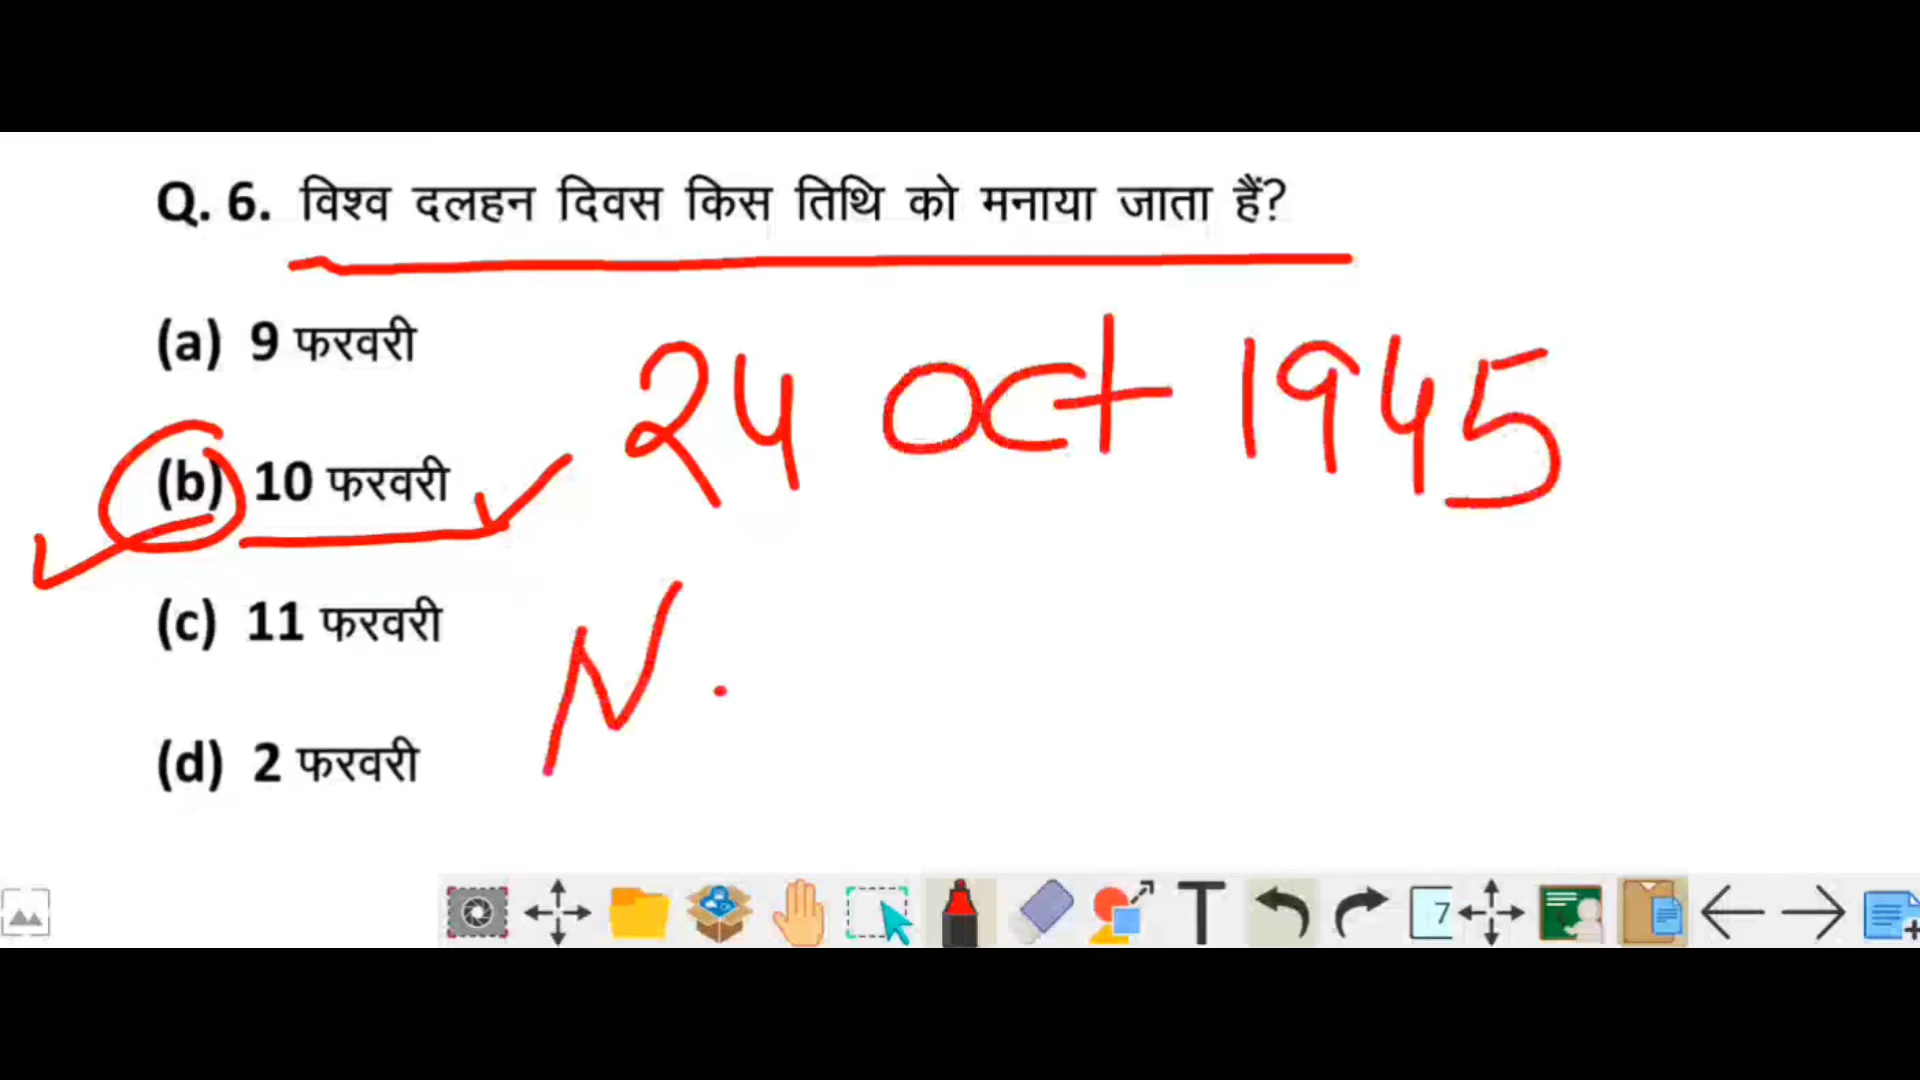 Q. 6. विश्व दलहन दिवस किस तिथि को मनाया जाता हैं?
(a) 9 फरवरी
24 oct 1945
(b) 10 फरवरी
(c) 11 फरवरी
N.
(d) 2 फरवरी
T
7